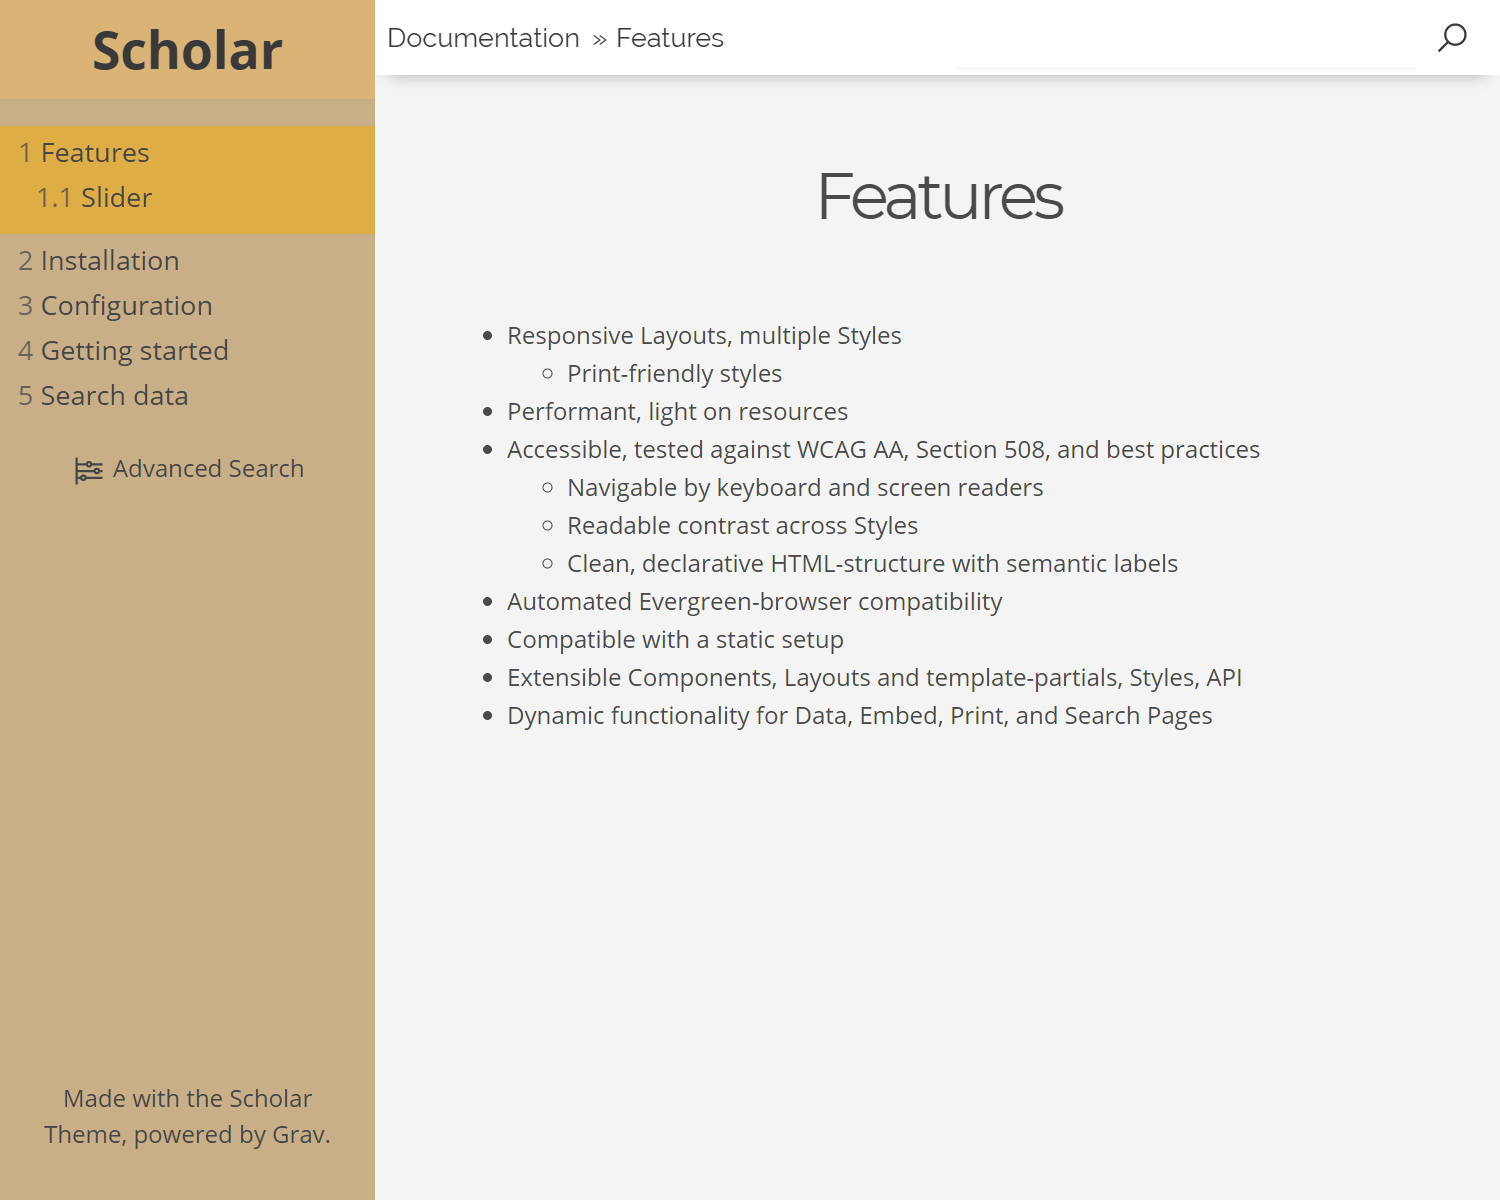 Scholar
1 Features
1.1 Slider
2 Installation
3 Configuration
4 Getting started
5 Search data
Advanced Search
Made with the Scholar
Theme, powered by Grav.
Documentation » Features
Features
Responsive Layouts, multiple Styles
Print-friendly styles
Performant, light on resources
Accessible, tested against WCAG AA, Section 508, and best practices
Navigable by keyboard and screen readers
Readable contrast across Styles
Clean, declarative HTML-structure with semantic labels
Automated Evergreen-browser compatibility
Compatible with a static setup
Extensible Components, Layouts and template-partials, Styles, API
Dynamic functionality for Data, Embed, Print, and Search Pages